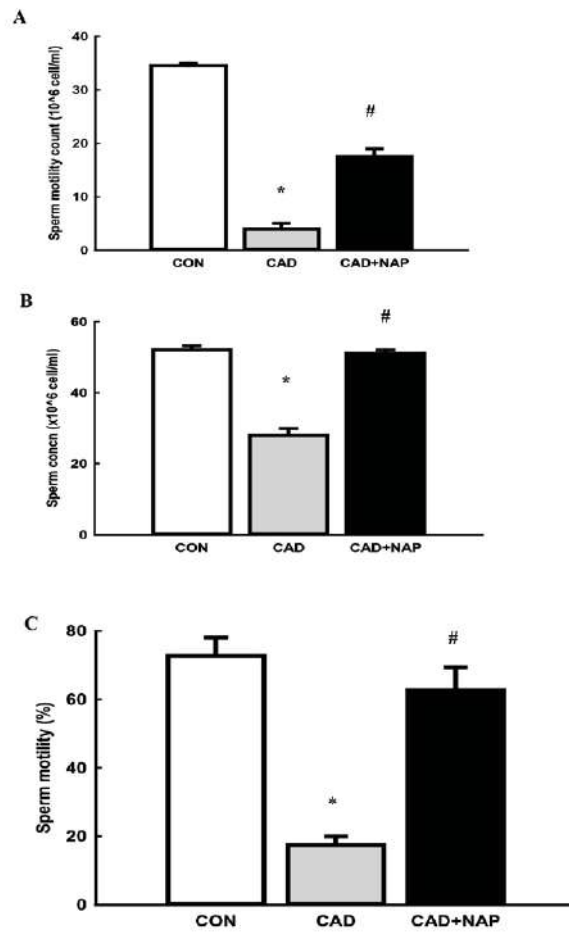 A
Sperm motility count (10^6 cell/ml)
40
30
20
10
0
*
#
CON CAD CAD+NAP
B
Sperm concn (x10^6 cell/ml)
60
40
20
0
*
#
CON CAD CAD+NAP
C
Sperm motility (%)
80
60
40
20
0
*
#
CON CAD CAD+NAP